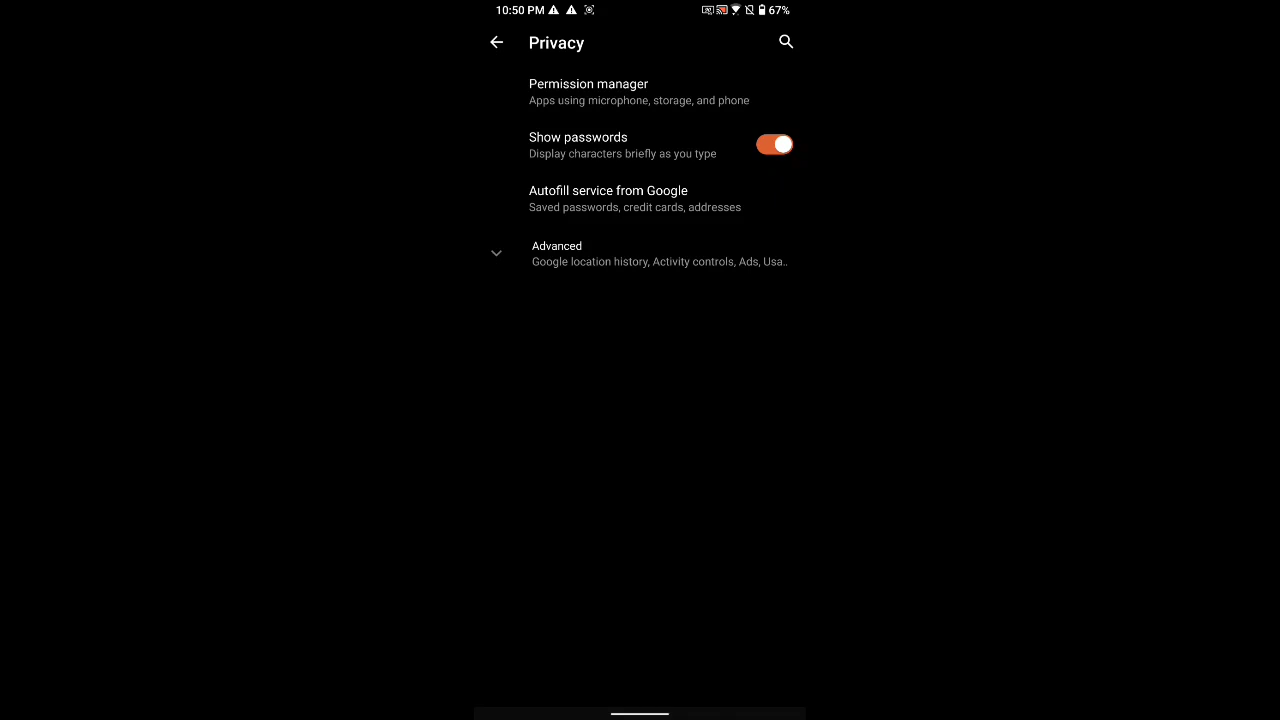 10:50 PM 67%
Privacy
Permission manager
Apps using microphone, storage, and phone
Show passwords
Display characters briefly as you type
Autofill service from Google
Saved passwords, credit cards, addresses
Advanced
Google location history, Activity controls, Ads, Usa..